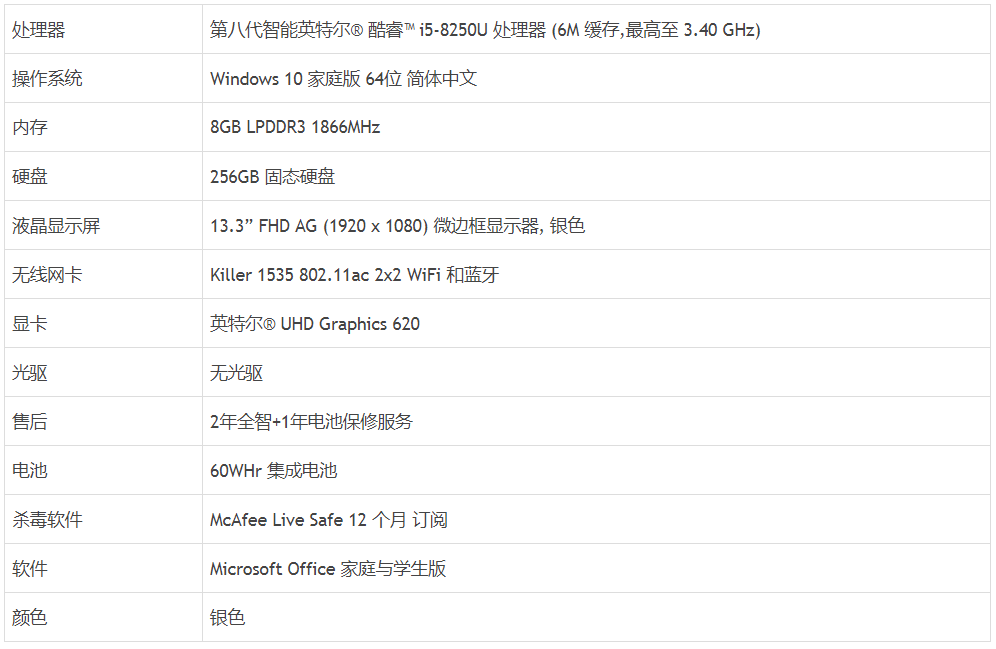 处理器 第八代智能英特尔® 酷睿™ i5-8250U 处理器 (6M 缓存,最高至 3.40 GHz)
操作系统 Windows 10 家庭版 64位 简体中文
内存 8GB LPDDR3 1866MHz
硬盘 256GB 固态硬盘
液晶显示屏 13.3” FHD AG (1920 x 1080) 微边框显示器, 银色
无线网卡 Killer 1535 802.11ac 2x2 WiFi 和蓝牙
显卡 英特尔® UHD Graphics 620
光驱 无光驱
售后 2年全智+1年电池保修服务
电池 60WHr 集成电池
杀毒软件 McAfee Live Safe 12 个月 订阅
软件 Microsoft Office 家庭与学生版
颜色 银色